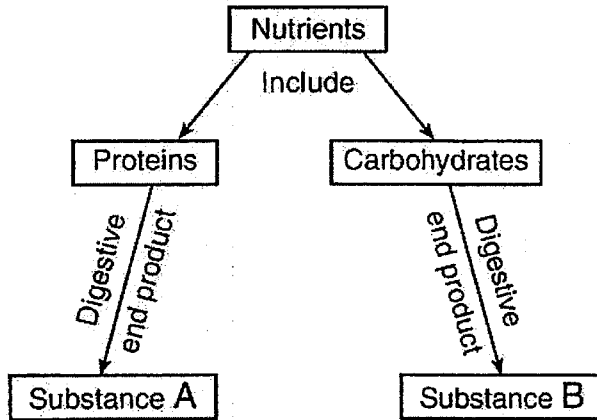 Nutrients
Include
Proteins
Carbohydrates
Digestive
end product
end product
Digestive
Substance A
Substance B